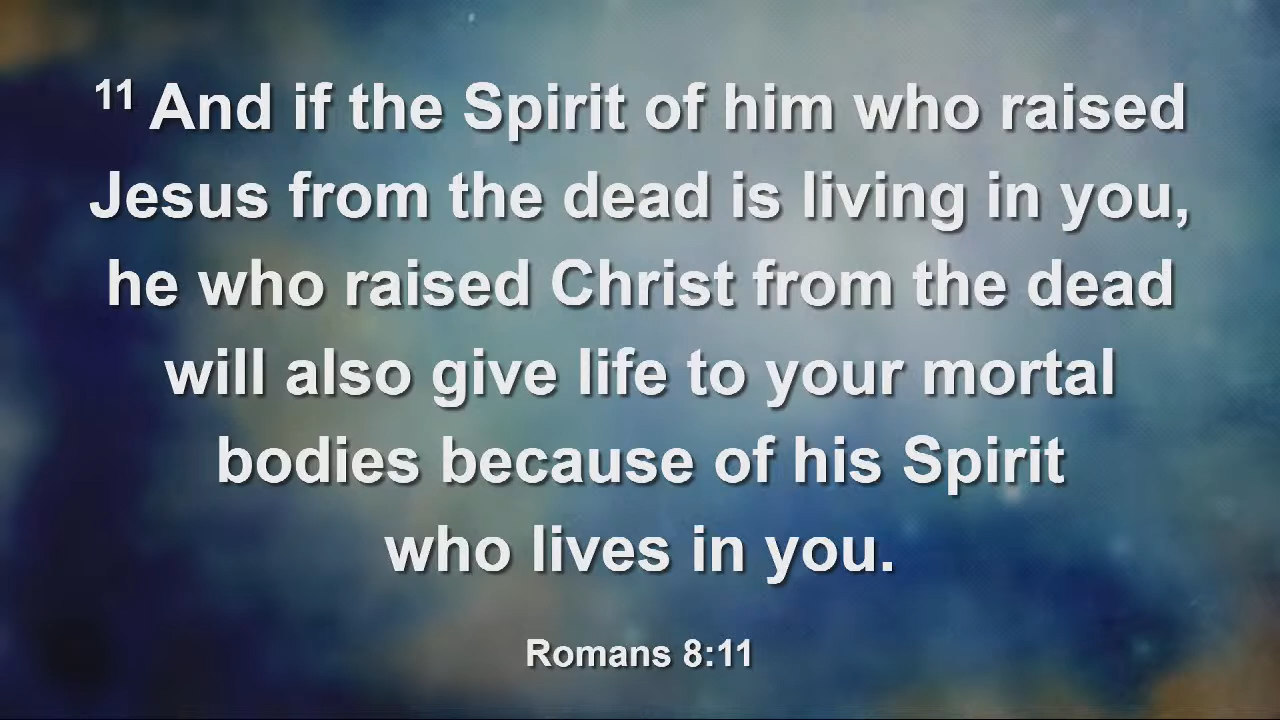 11 And if the Spirit of him who raised
Jesus from the dead is living in you,
he who raised Christ from the dead
will also give life to your mortal
bodies because of his Spirit
who lives in you.
Romans 8:11